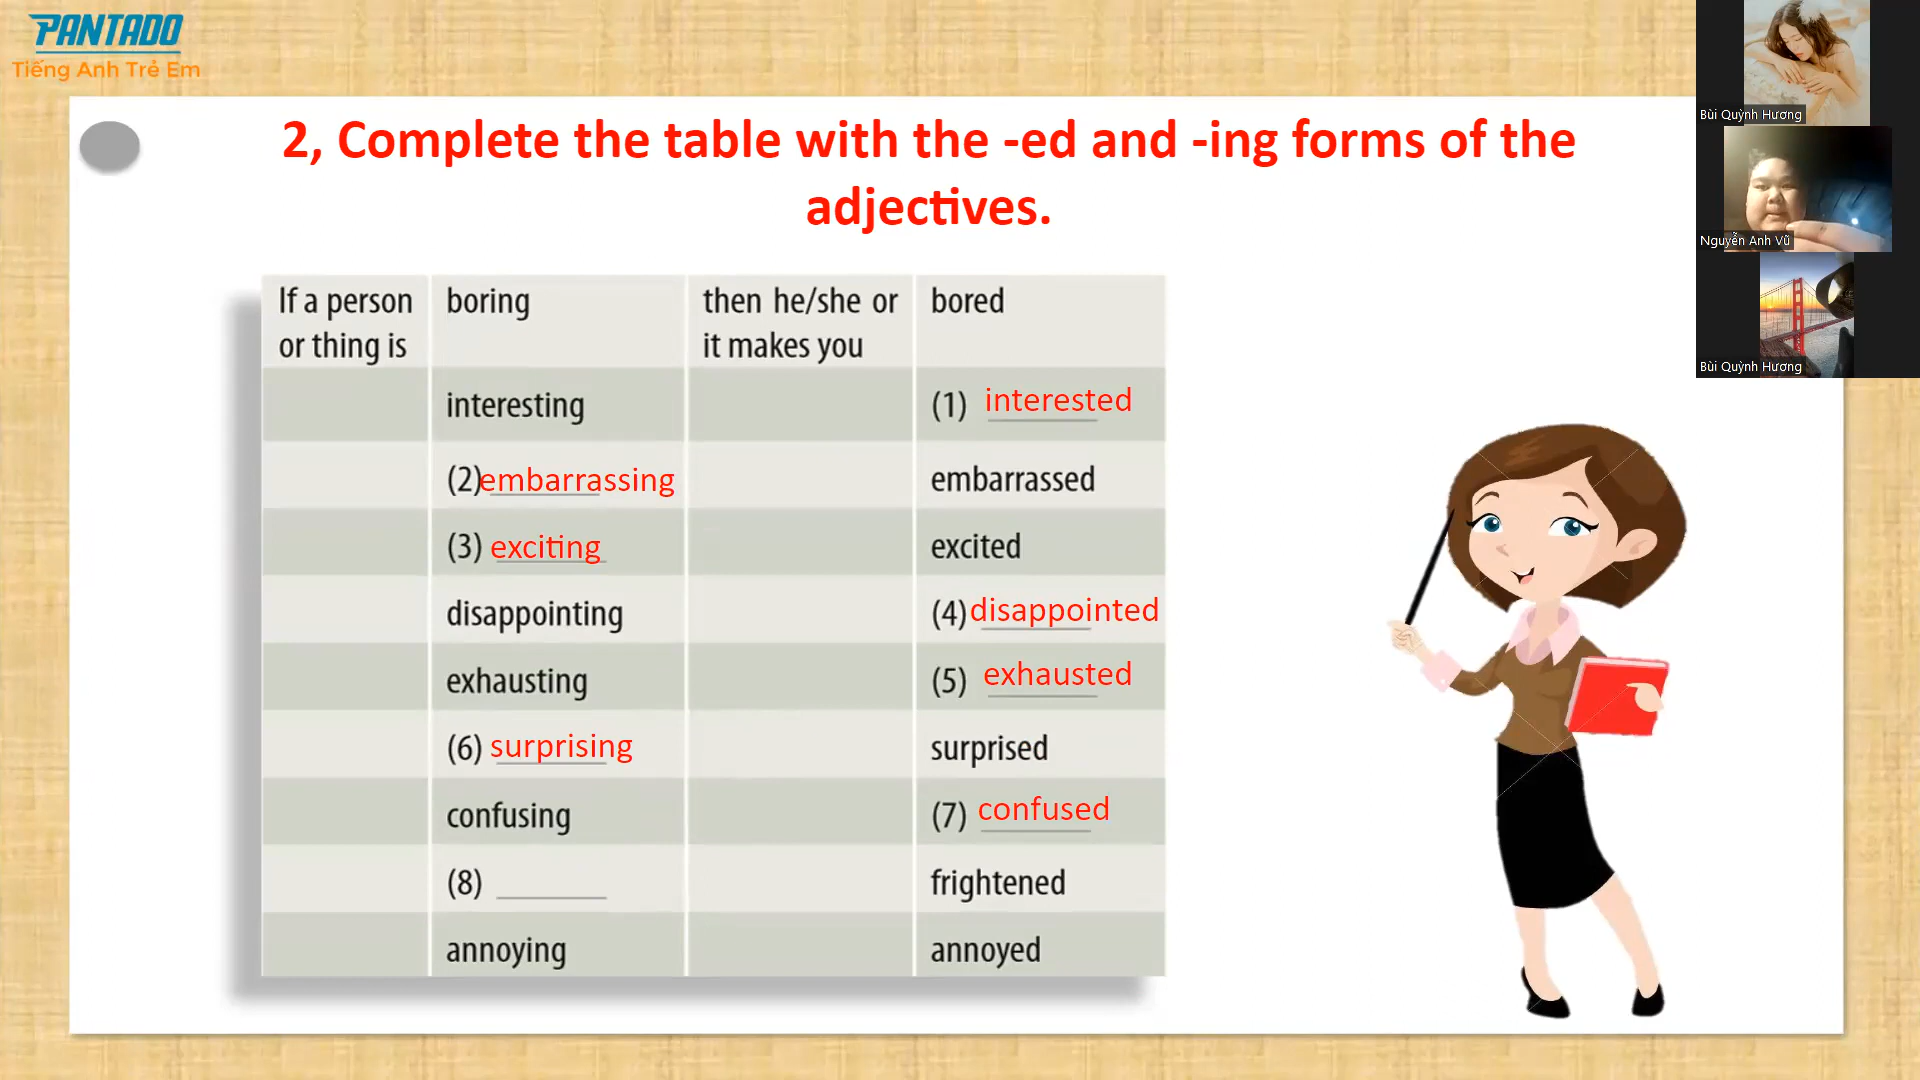 PANTADO
Tiếng Anh Trẻ Em
2, Complete the table with the -ed and -ing forms of the
adjectives.
If a person
or thing is
boring
then he/she or
it makes you
bored
interesting
(1) interested
(2) embarrassing
embarrassed
(3) exciting
excited
disappointing
(4) disappointed
exhausting
(5) exhausted
(6) surprising
surprised
confusing
(7) confused
(8)
frightened
annoying
annoyed
Bùi Quỳnh Hương
Nguyễn Anh Vũ
Bùi Quỳnh Hương